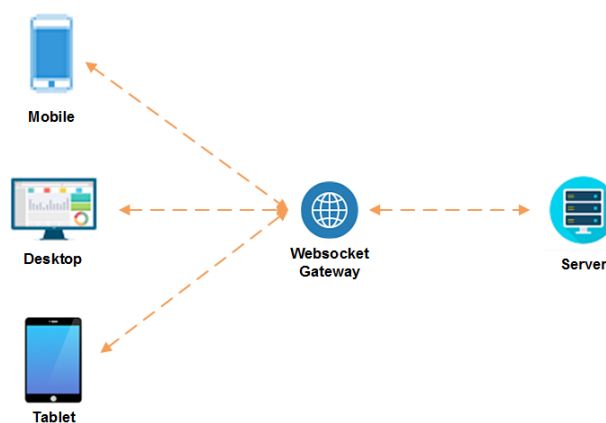 Mobile
Desktop
Websocket
Gateway
Server
Tablet